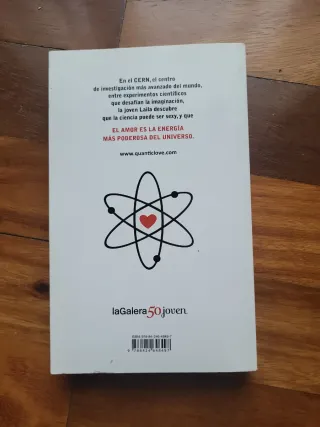 En el CERN, el centro
de investigación más avanzado del mundo,
entre experimentos científicos
que desafían la imaginación,
la joven Laila descubre
que la ciencia puede ser sexy, y que
EL AMOR ES LA ENERGÍA
MÁS PODEROSA DEL UNIVERSO.
www.quanticlove.com
laGalera 50 joven